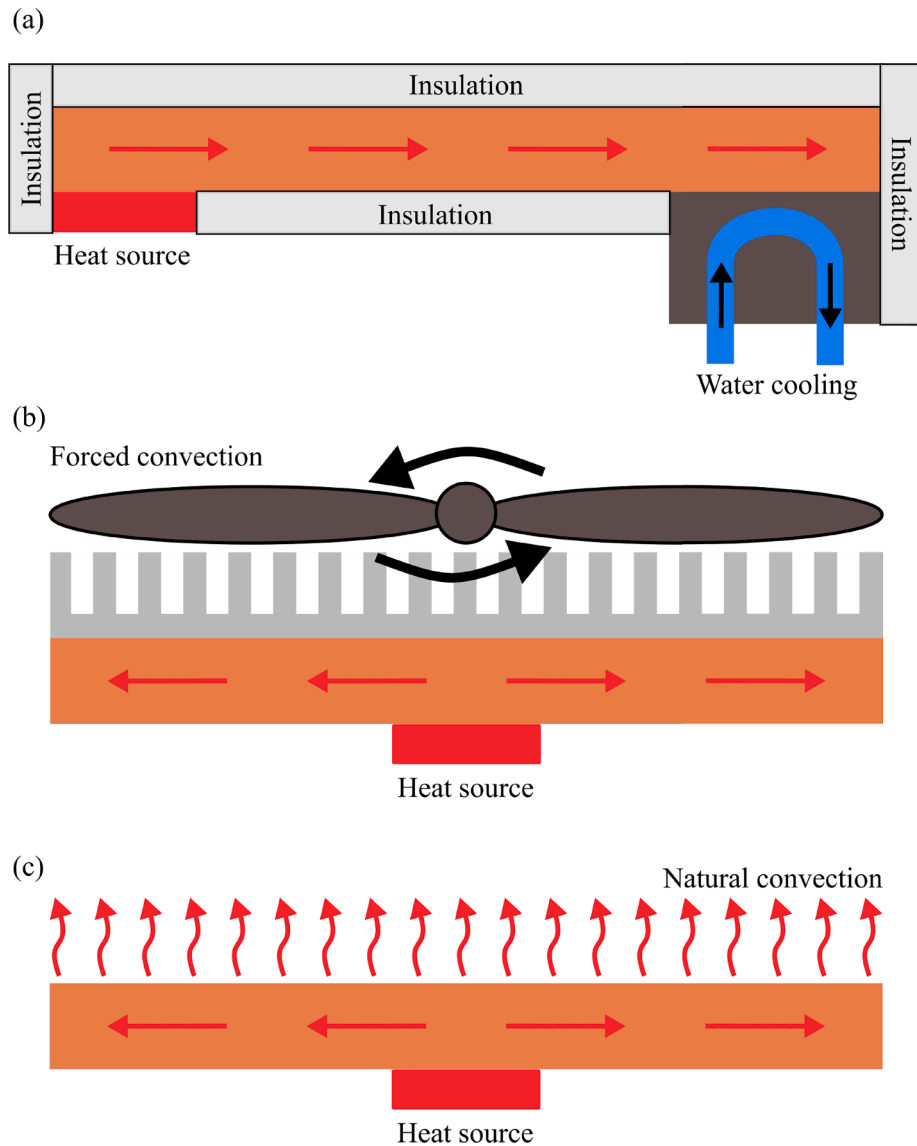 (a)
Insulation
Insulation
Insulation
Insulation
Heat source
Water cooling
(b)
Forced convection
Heat source
(c)
Natural convection
Heat source